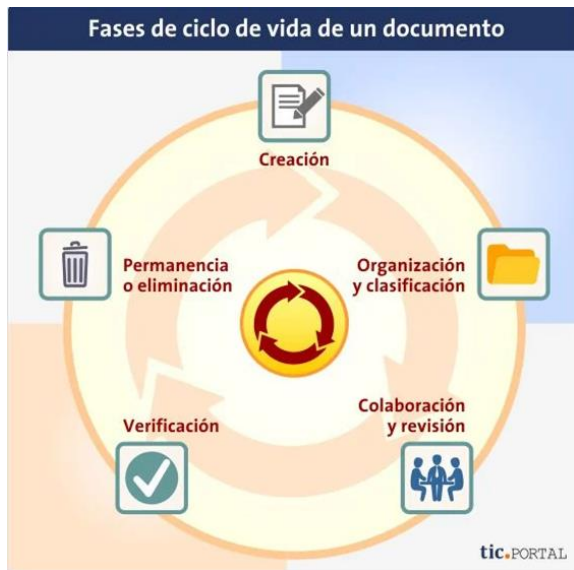 Fases de ciclo de vida de un documento
Creación
Organización
y clasificación
Colaboración
y revisión
Verificación
Permanencia
o eliminación
tic.PORTAL